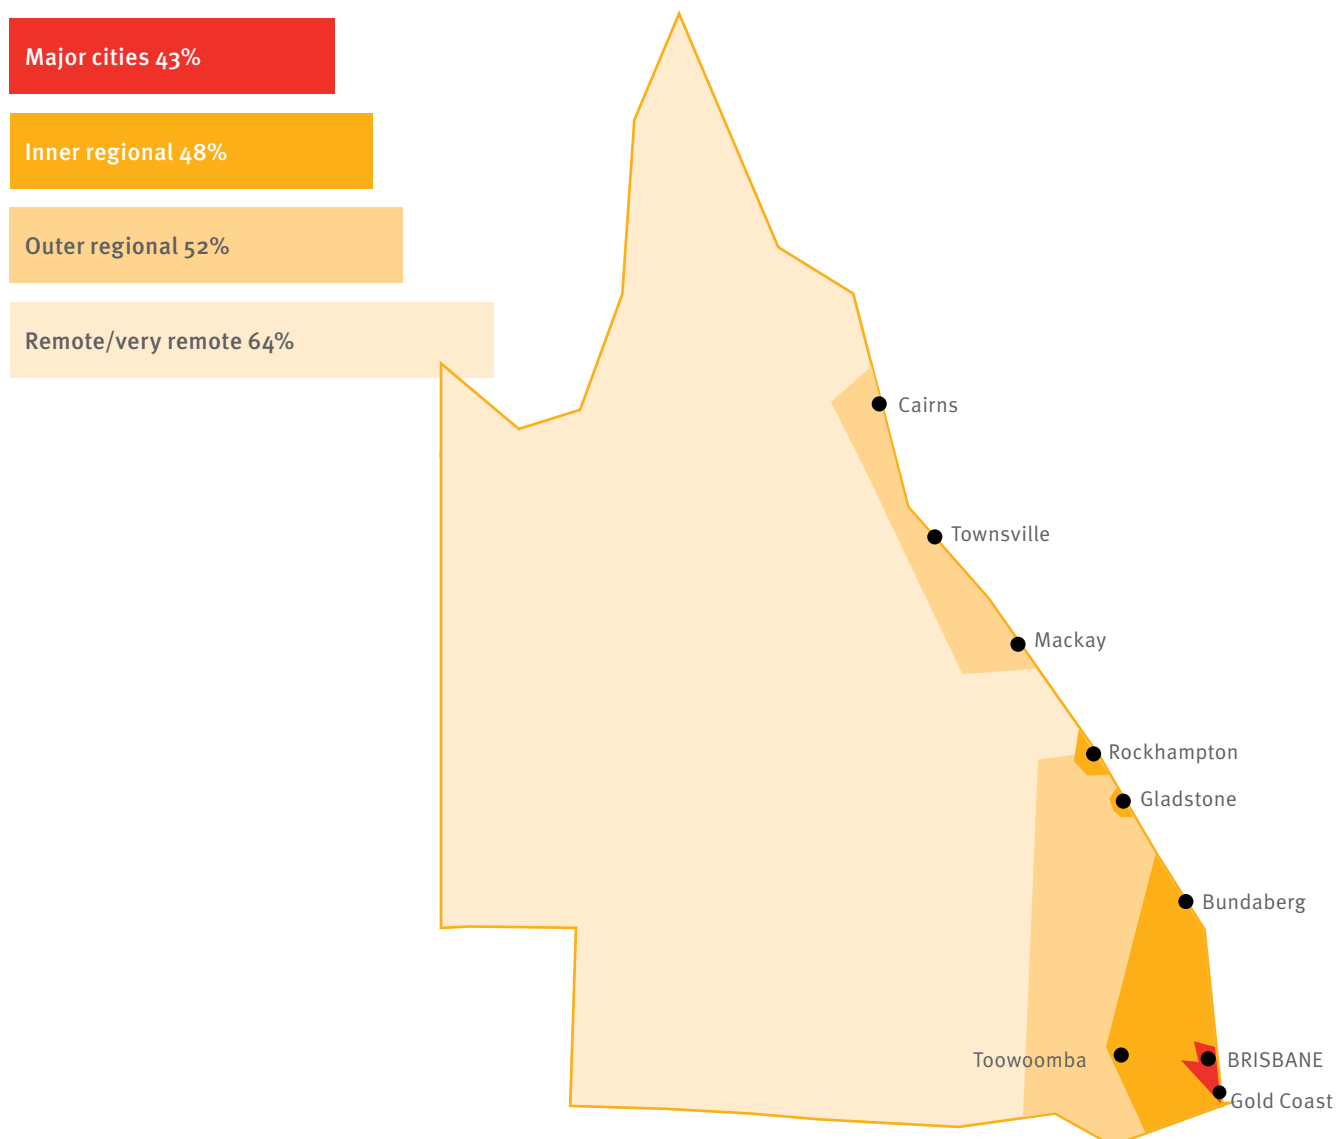 Major cities 43%
Inner regional 48%
Outer regional 52%
Remote/very remote 64%
Cairns
Townsville
Mackay
Rockhampton
Gladstone
Bundaberg
Toowoomba
BRISBANE
Gold Coast